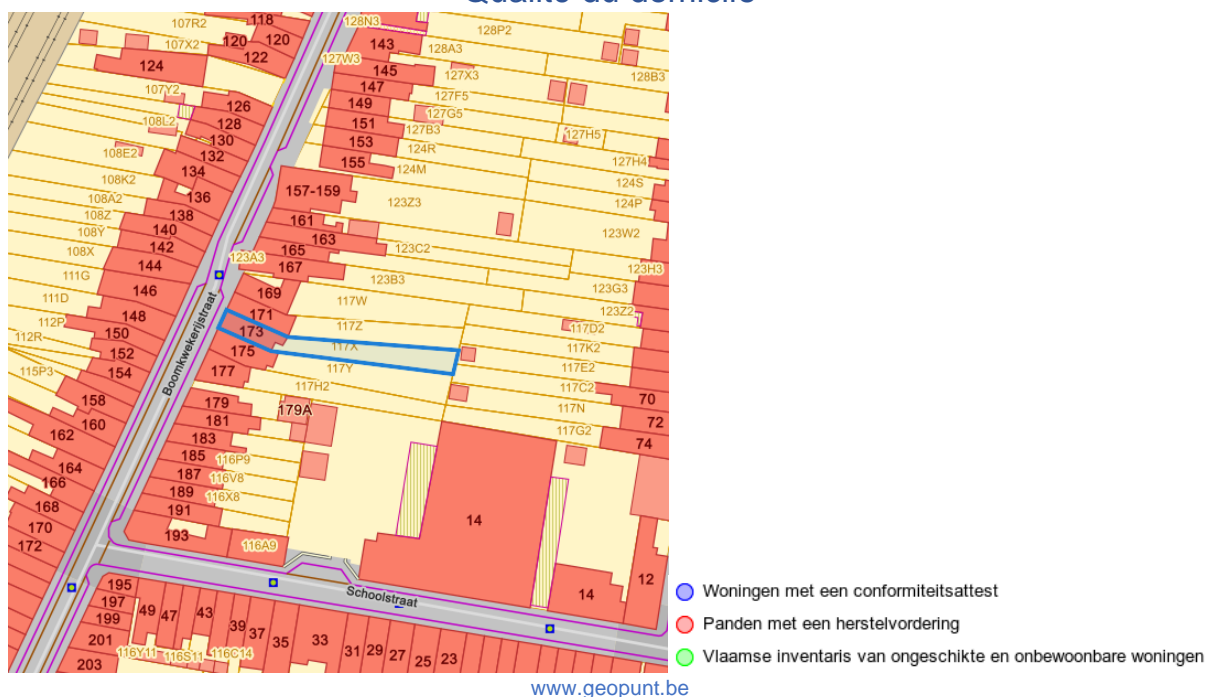 Qualité du domicile
107R2
118
128N3
128P2
120
120
143
107X2
122
127W3
128A3
124
145
127X3
128B3
107Y2
147
127F5
126
149
127G5
108L2
128
151
127B3
127H5
130
153
124R
108E2
132
155
124M
127H4
134
108K2
136
157-159
124S
108A2
123Z3
124P
108Z
138
161
108Y
140
163
123W2
142
165
123C2
108X
123A3
144
167
123H3
111G
123B3
123G3
146
169
117W
111D
171
123Z2
148
117Z
117D2
112P
173
150
117X
117K2
112R
175
117Y
117E2
152
115P3
154
177
117H2
117C2
Boomkwekerijstraat
158
179
179A
117N
70
160
181
72
162
183
117G2
74
185
116P9
164
187
116V8
166
189
116X8
168
191
14
170
193
116A9
172
12
195
Schoolstraat
14
197
49
47
43
199
39
37
35
33
201
31
29
27
25
23
116Y11
116S11
116C14
203
Woningen met een conformiteitsattest
Panden met een herstelvordering
Vlaamse inventaris van ongeschikte en onbewoonbare woningen
www.geopunt.be